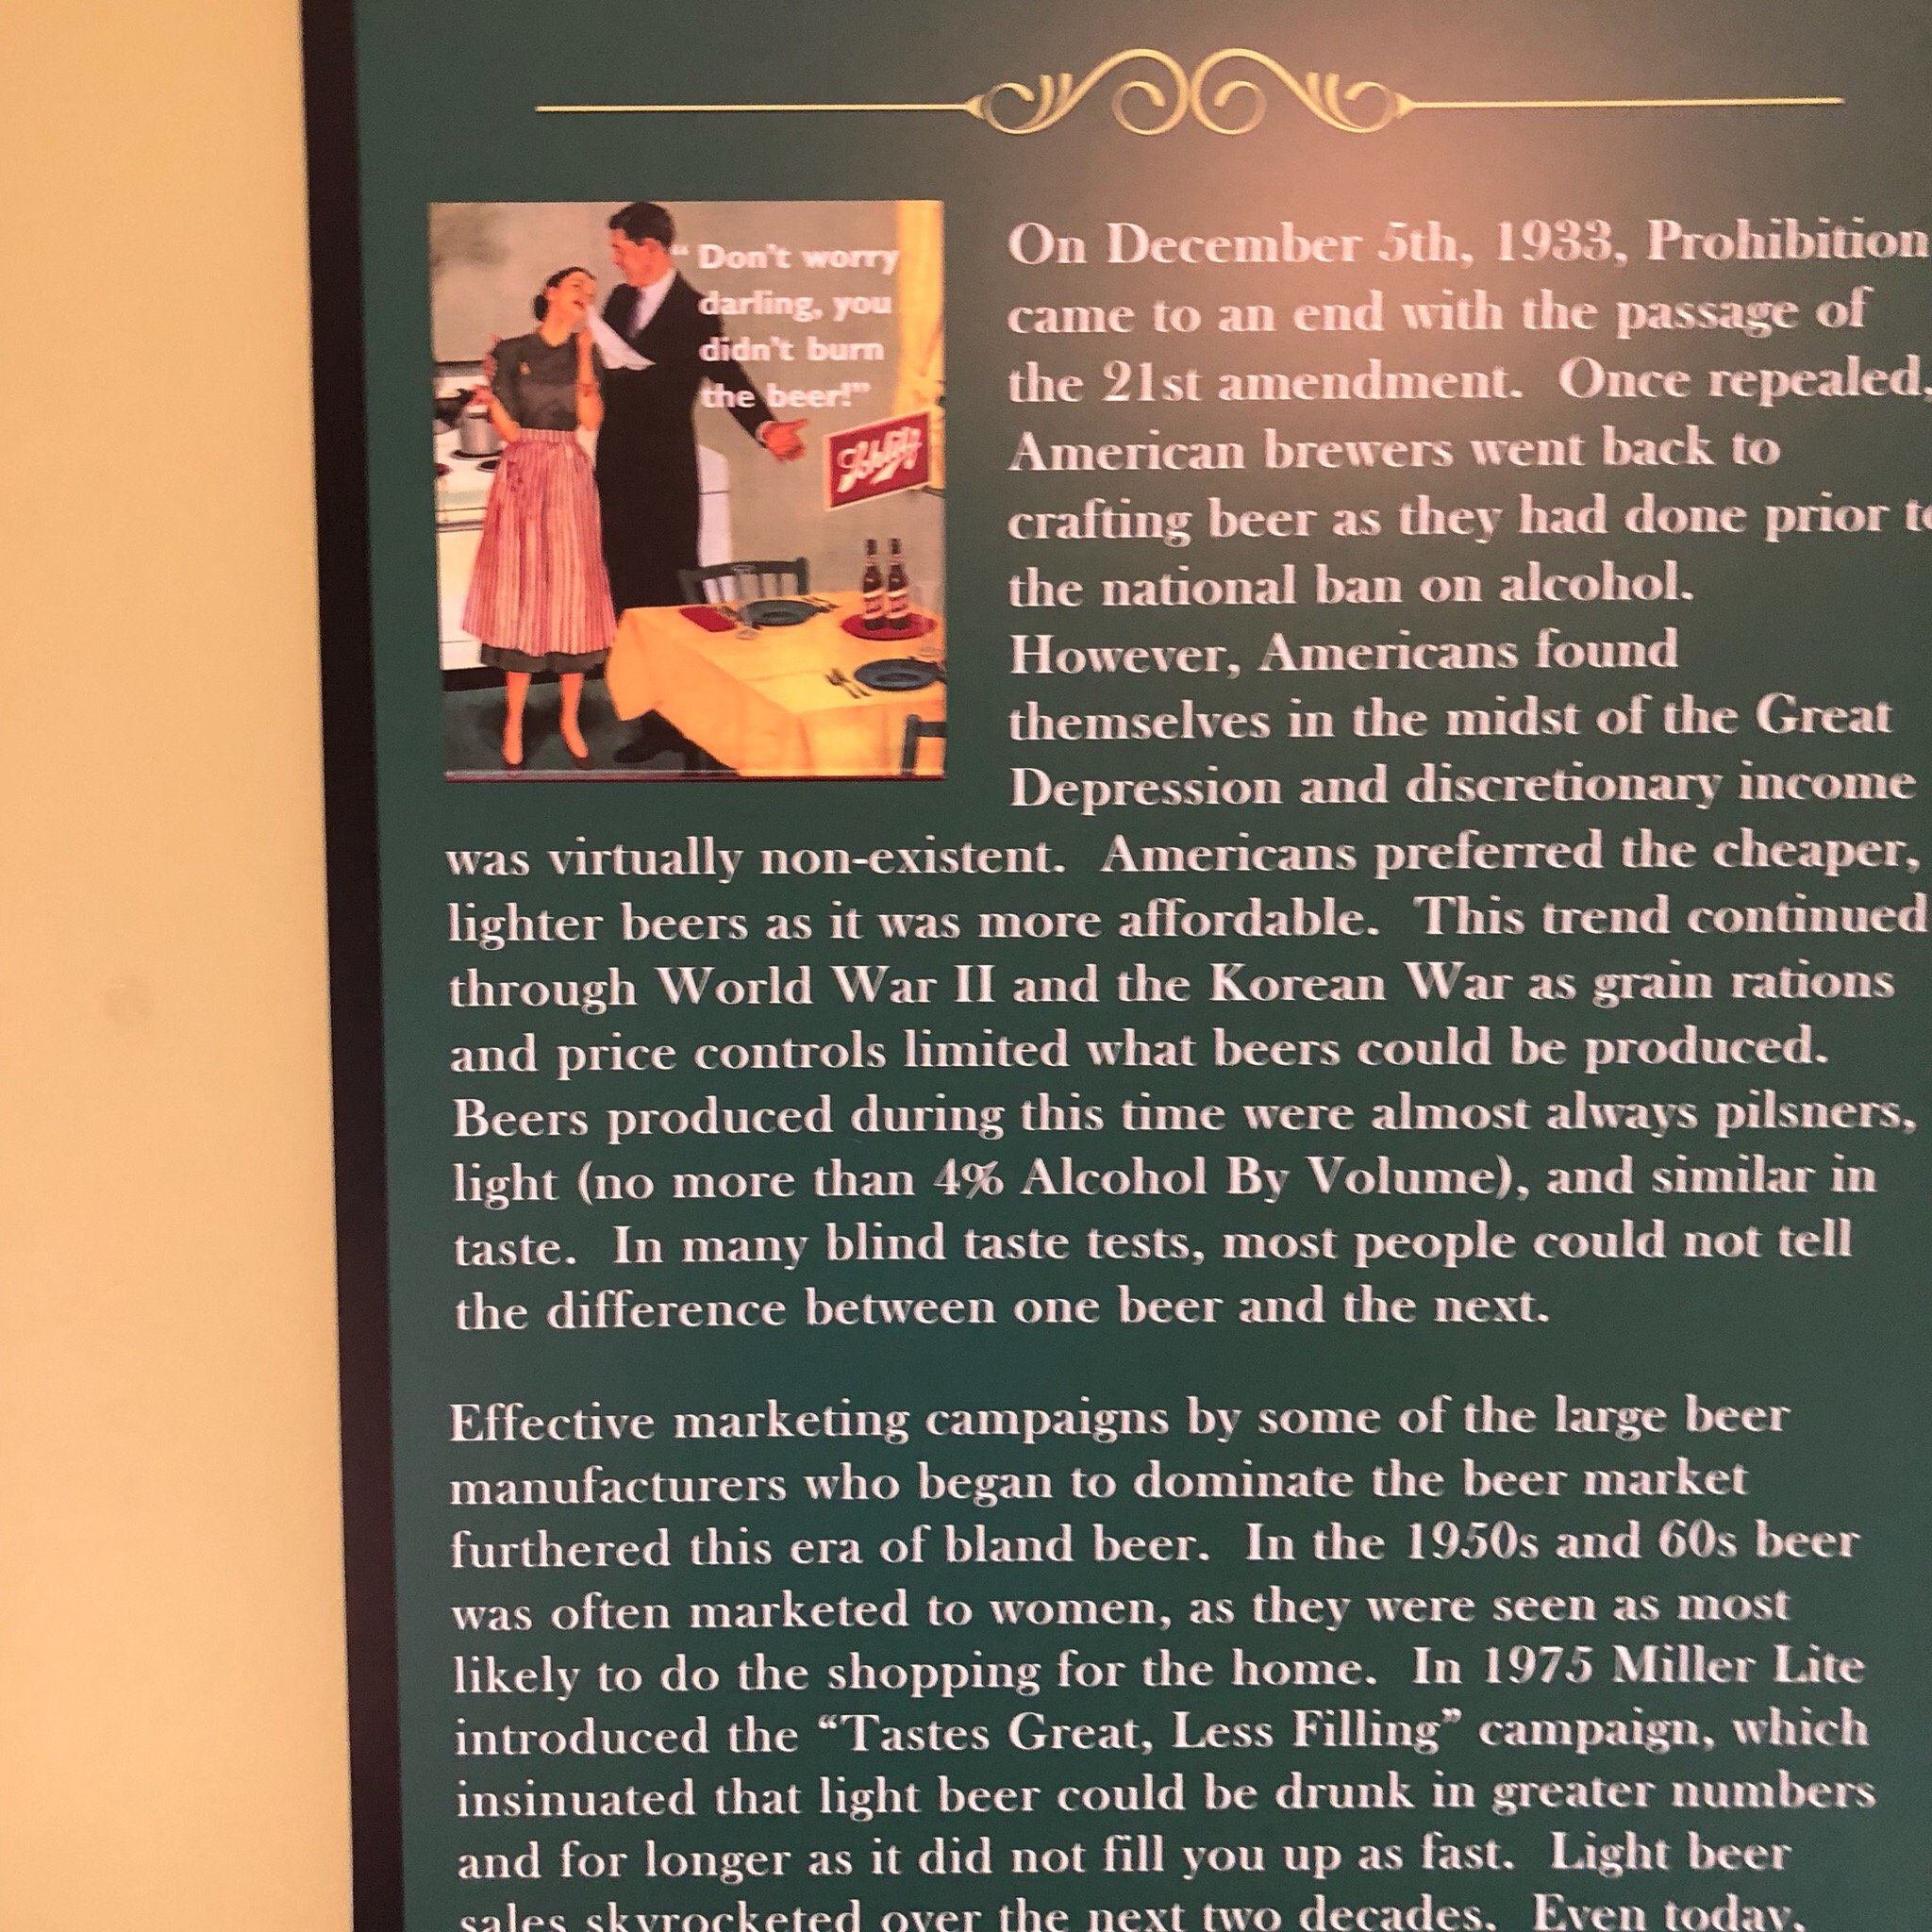 “Don't worry
darling, you
didn't burn
the beer!”
Schlitz
On December 5th, 1933, Prohibition
came to an end with the passage of
the 21st amendment. Once repealed,
American brewers went back to
crafting beer as they had done prior to
the national ban on alcohol.
However, Americans found
themselves in the midst of the Great
Depression and discretionary income
was virtually non-existent. Americans preferred the cheaper,
lighter beers as it was more affordable. This trend continued
through World War II and the Korean War as grain rations
and price controls limited what beers could be produced.
Beers produced during this time were almost always pilsners,
light (no more than 4% Alcohol By Volume), and similar in
taste. In many blind taste tests, most people could not tell
the difference between one beer and the next.
Effective marketing campaigns by some of the large beer
manufacturers who began to dominate the beer market
furthered this era of bland beer. In the 1950s and 60s beer
was often marketed to women, as they were seen as most
likely to do the shopping for the home. In 1975 Miller Lite
introduced the “Tastes Great, Less Filling” campaign, which
insinuated that light beer could be drunk in greater numbers
and for longer as it did not fill you up as fast. Light beer
sales skyrocketed over the next two decades. Even today,